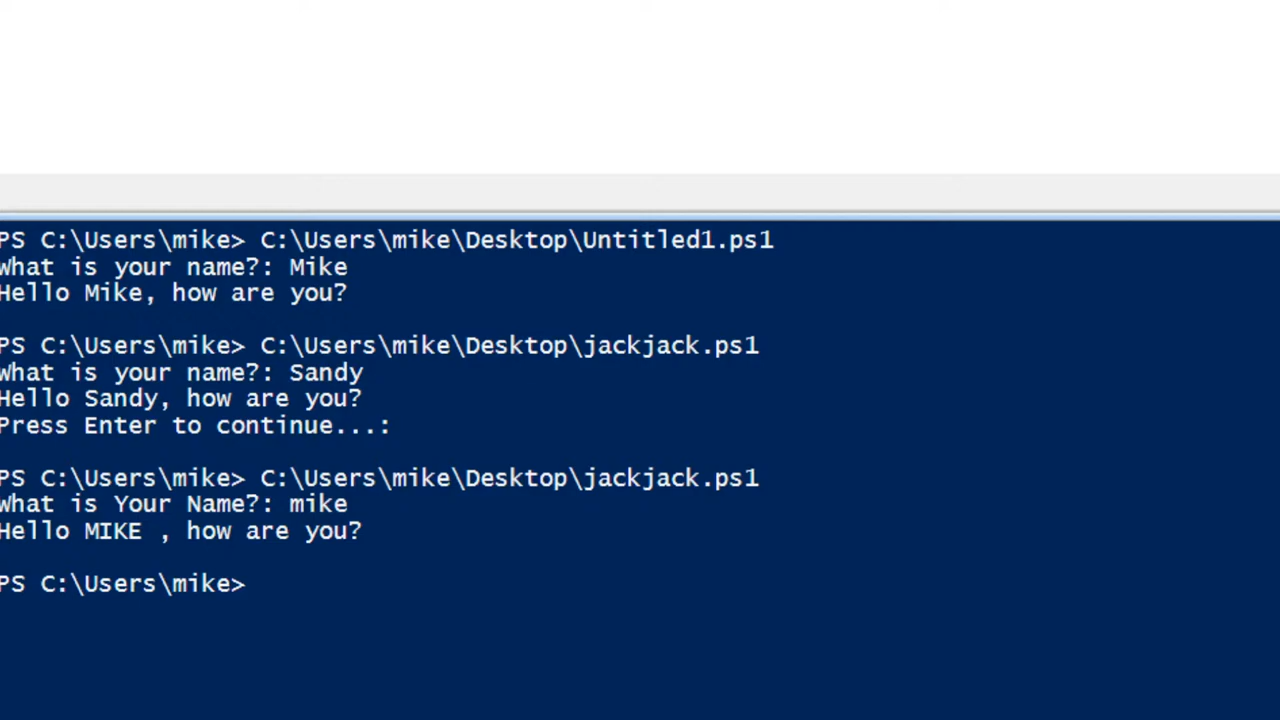 PS C:\Users\mike> C:\Users\mike\Desktop\Untitled1.ps1
What is your name?: Mike
Hello Mike, how are you?
PS C:\Users\mike> C:\Users\mike\Desktop\jackjack.ps1
What is your name?: Sandy
Hello Sandy, how are you?
Press Enter to continue...:
PS C:\Users\mike> C:\Users\mike\Desktop\jackjack.ps1
What is Your Name?: mike
Hello MIKE , how are you?
PS C:\Users\mike>